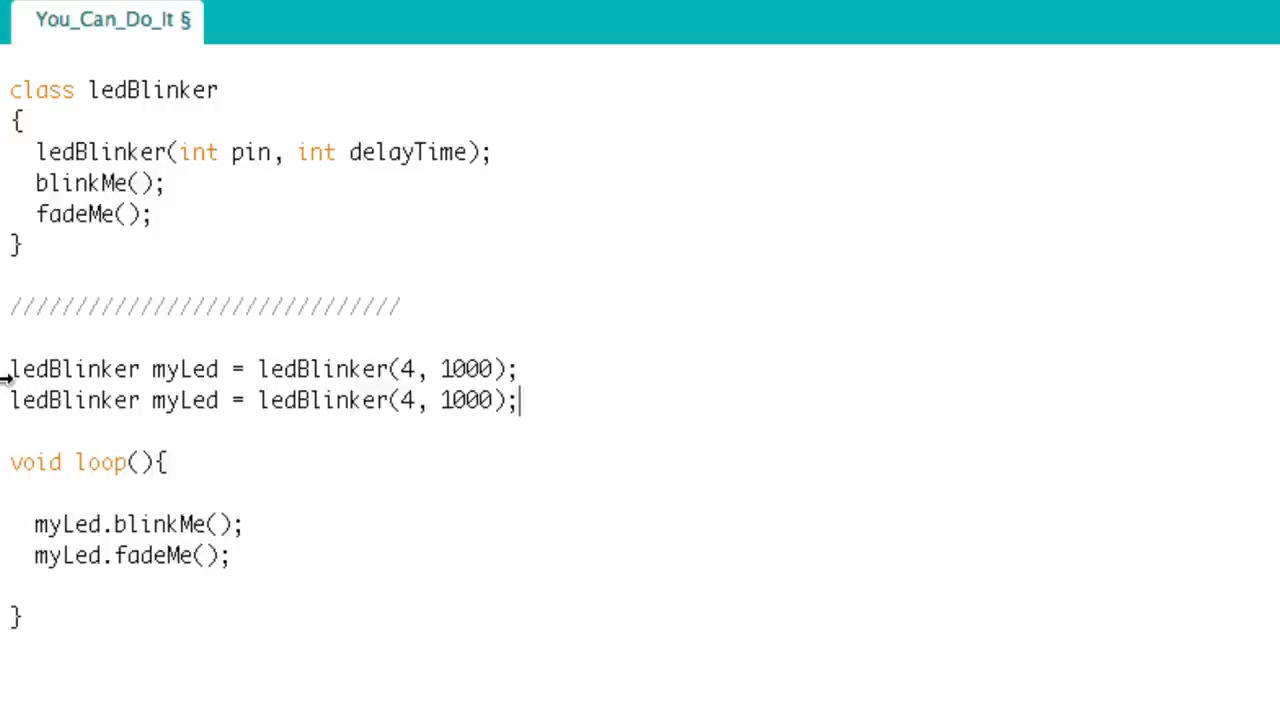 You_Can_Do_It §
class ledBlinker
{
ledBlinker(int pin, int delayTime);
blinkMe();
fadeMe();
}
//////////////////////////////
ledBlinker myLed = ledBlinker(4, 1000);
ledBlinker myLed = ledBlinker(4, 1000);
void loop(){
myLed.blinkMe();
myLed.fadeMe();
}